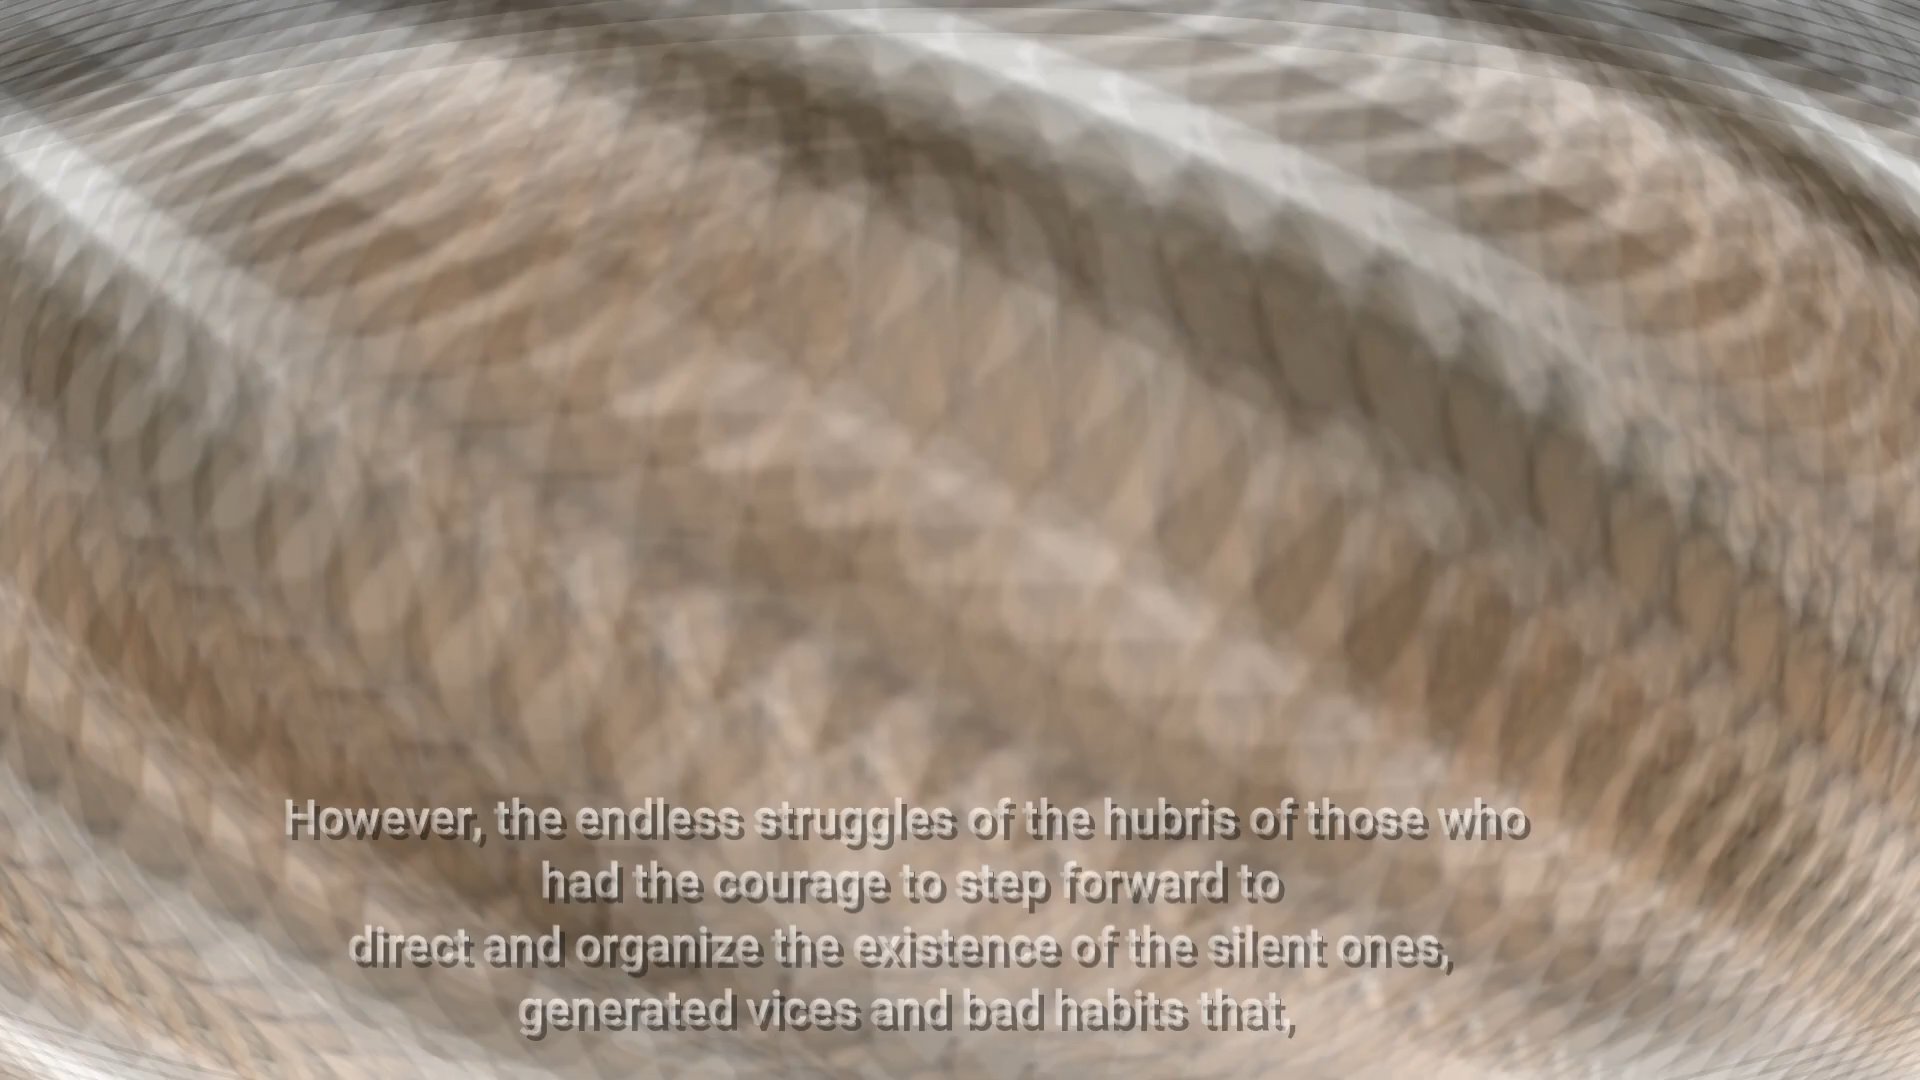 However, the endless struggles of the hubris of those who
had the courage to step forward to
direct and organize the existence of the silent ones,
generated vices and bad habits that,